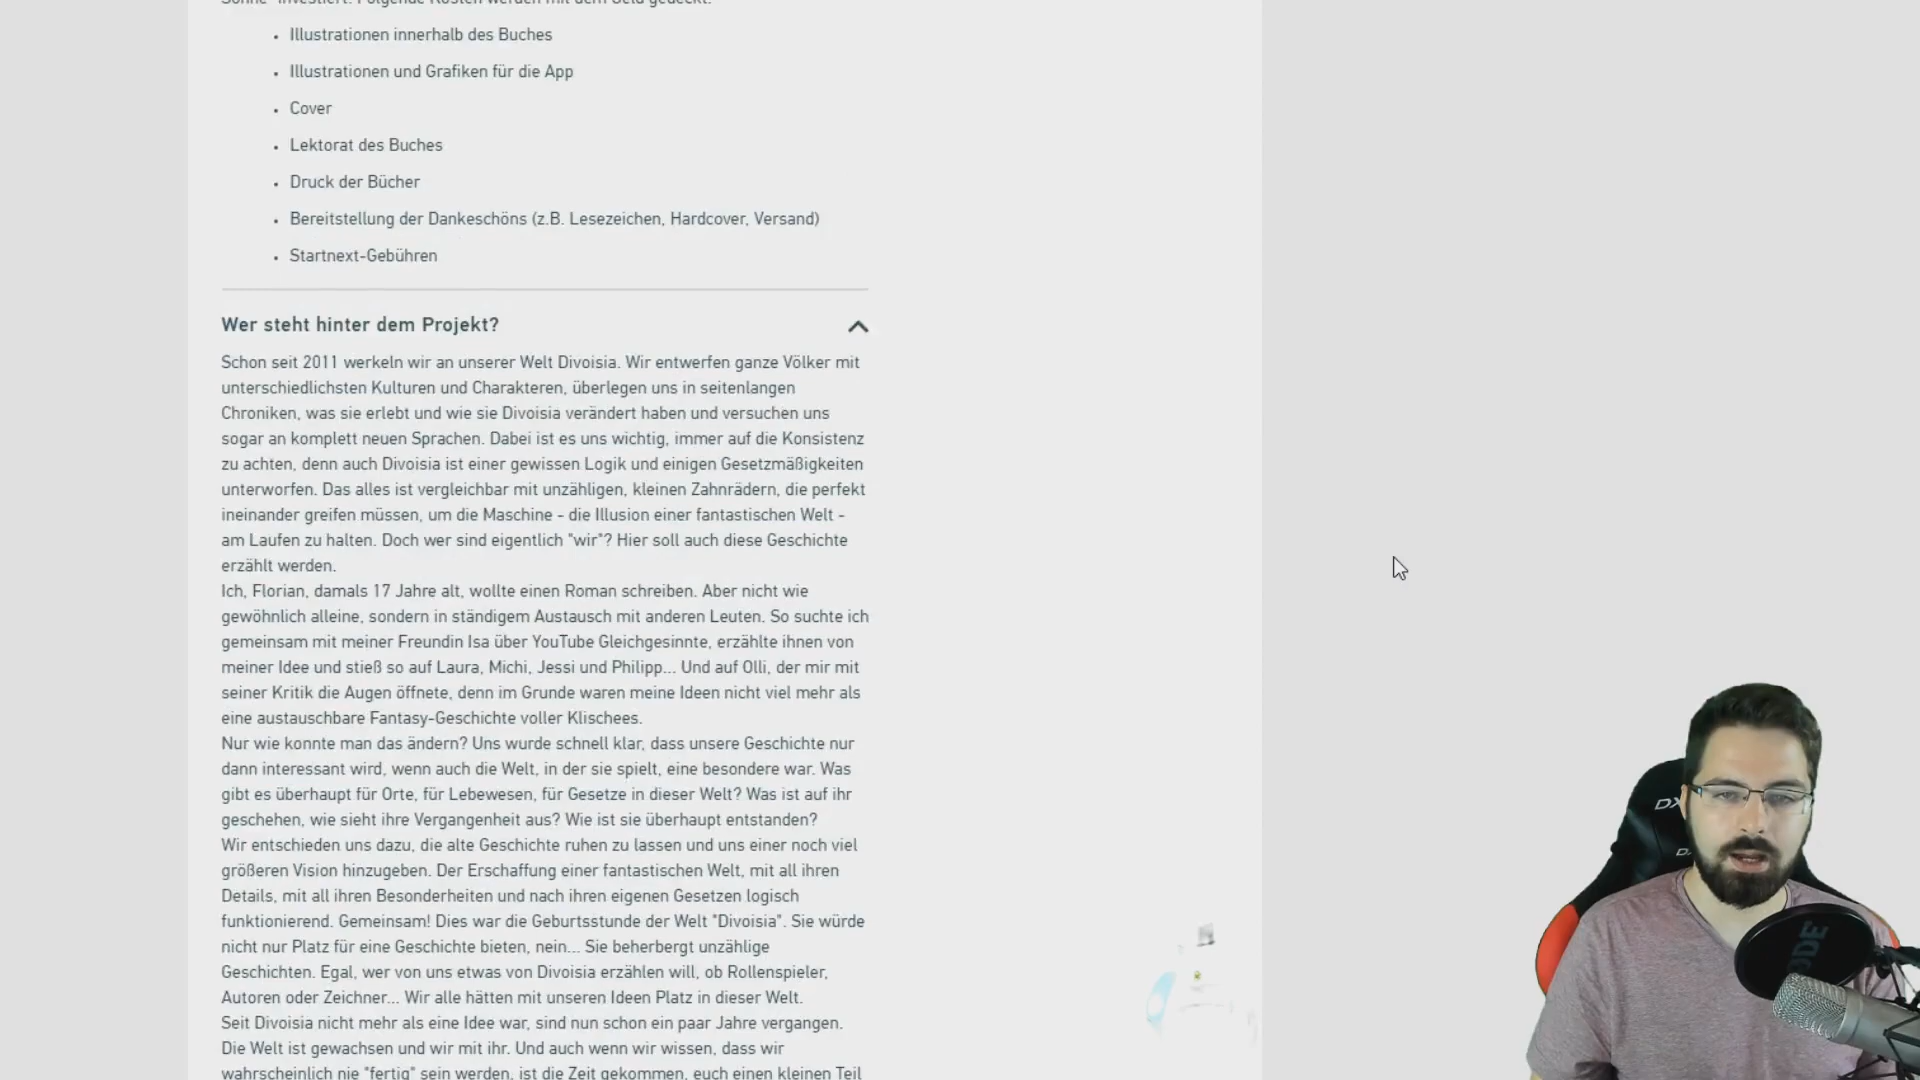 Sonne" investiert. Folgende Kosten werden mit dem Geld gedeckt:
• Illustrationen innerhalb des Buches
• Illustrationen und Grafiken für die App
• Cover
• Lektorat des Buches
• Druck der Bücher
• Bereitstellung der Dankeschöns (z.B. Lesezeichen, Hardcover, Versand)
• Startnext-Gebühren
Wer steht hinter dem Projekt?
Schon seit 2011 werkeln wir an unserer Welt Divoisia. Wir entwerfen ganze Völker mit
unterschiedlichsten Kulturen und Charakteren, überlegen uns in seitenlangen
Chroniken, was sie erlebt und wie sie Divoisia verändert haben und versuchen uns
sogar an komplett neuen Sprachen. Dabei ist es uns wichtig, immer auf die Konsistenz
zu achten, denn auch Divoisia ist einer gewissen Logik und einigen Gesetzmäßigkeiten
unterworfen. Das alles ist vergleichbar mit unzähligen, kleinen Zahnrädern, die perfekt
ineinander greifen müssen, um die Maschine - die Illusion einer fantastischen Welt -
am Laufen zu halten. Doch wer sind eigentlich "wir"? Hier soll auch diese Geschichte
erzählt werden.
Ich, Florian, damals 17 Jahre alt, wollte einen Roman schreiben. Aber nicht wie
gewöhnlich alleine, sondern in ständigem Austausch mit anderen Leuten. So suchte ich
gemeinsam mit meiner Freundin Isa über YouTube Gleichgesinnte, erzählte ihnen von
meiner Idee und stieß so auf Laura, Michi, Jessi und Philipp... Und auf Olli, der mir mit
seiner Kritik die Augen öffnete, denn im Grunde waren meine Ideen nicht viel mehr als
eine austauschbare Fantasy-Geschichte voller Klischees.
Nur wie konnte man das ändern? Uns wurde schnell klar, dass unsere Geschichte nur
dann interessant wird, wenn auch die Welt, in der sie spielt, eine besondere war. Was
gibt es überhaupt für Orte, für Lebewesen, für Gesetze in dieser Welt? Was ist auf ihr
geschehen, wie sieht ihre Vergangenheit aus? Wie ist sie überhaupt entstanden?
Wir entschieden uns dazu, die alte Geschichte ruhen zu lassen und uns einer noch viel
größeren Vision hinzugeben. Der Erschaffung einer fantastischen Welt, mit all ihren
Details, mit all ihren Besonderheiten und nach ihren eigenen Gesetzen logisch
funktionierend. Gemeinsam! Dies war die Geburtsstunde der Welt "Divoisia". Sie würde
nicht nur Platz für eine Geschichte bieten, nein... Sie beherbergt unzählige
Geschichten. Egal, wer von uns etwas von Divoisia erzählen will, ob Rollenspieler,
Autoren oder Zeichner... Wir alle hätten mit unseren Ideen Platz in dieser Welt.
Seit Divoisia nicht mehr als eine Idee war, sind nun schon ein paar Jahre vergangen.
Die Welt ist gewachsen und wir mit ihr. Und auch wenn wir wissen, dass wir
wahrscheinlich nie "fertig" sein werden, ist die Zeit gekommen, euch einen kleinen Teil